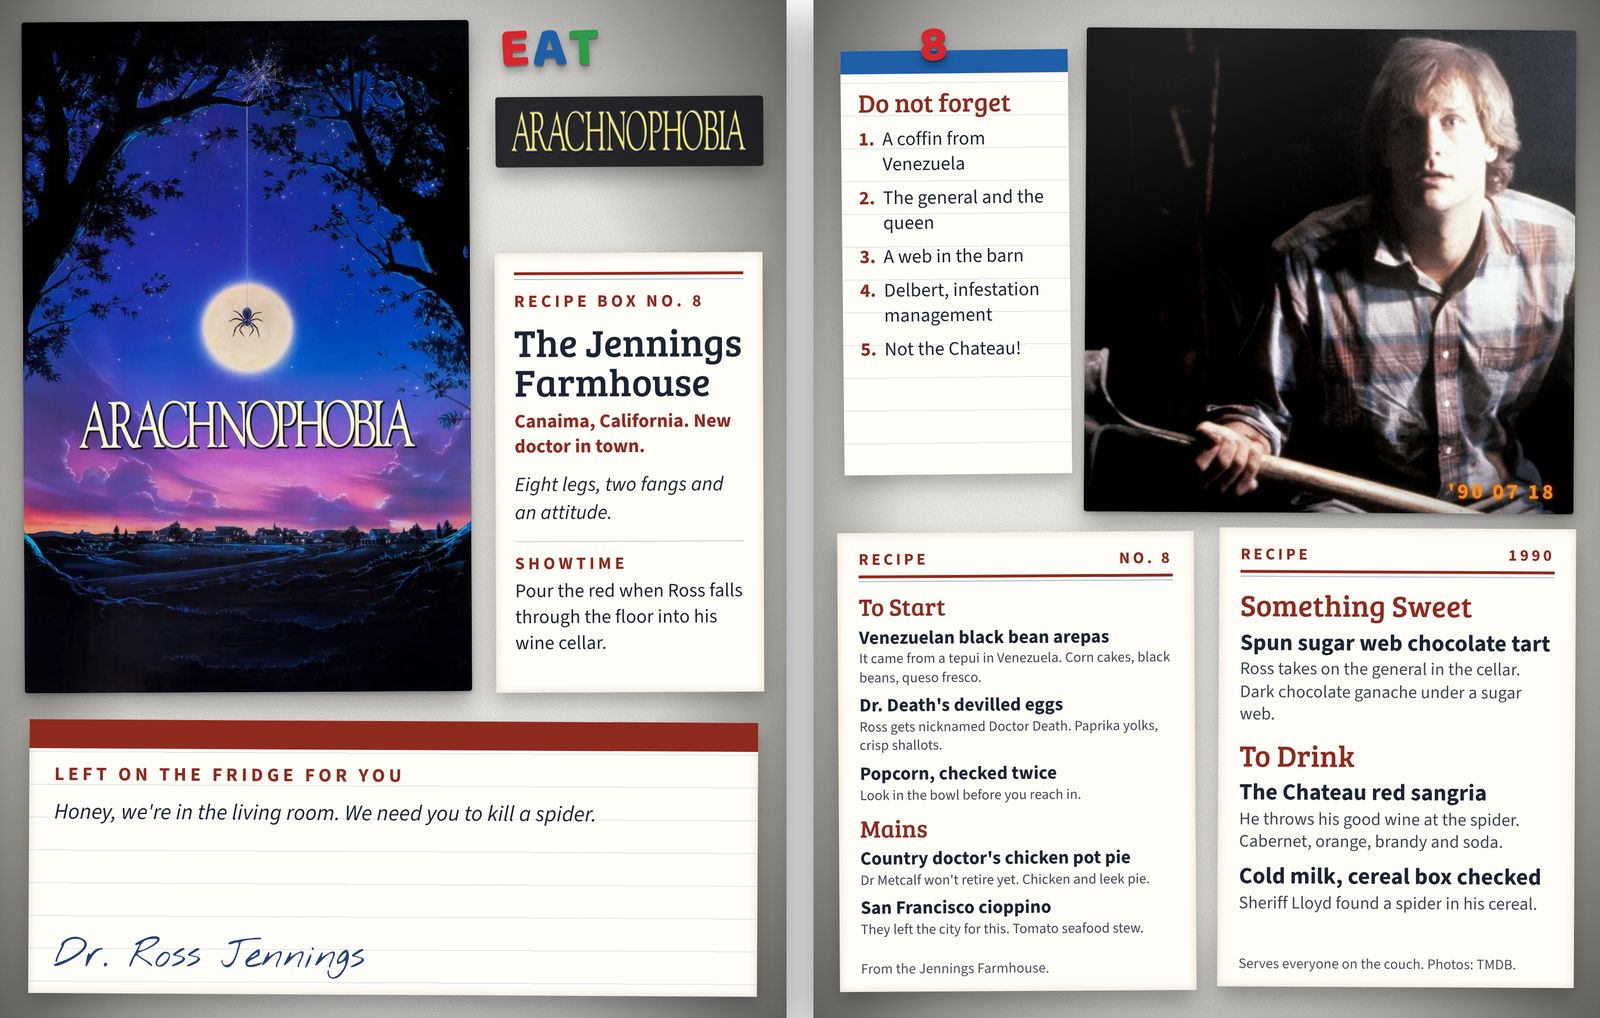 EAT
ARACHNOPHOBIA
ARACHNOPHOBIA
RECIPE BOX NO. 8
The Jennings
Farmhouse
Canaima, California. New
doctor in town.
Eight legs, two fangs and
an attitude.
SHOWTIME
Pour the red when Ross falls
through the floor into his
wine cellar.
LEFT ON THE FRIDGE FOR YOU
Honey, we're in the living room. We need you to kill a spider.
Dr. Ross Jennings
8
Do not forget
1. A coffin from
Venezuela
2. The general and the
queen
3. A web in the barn
4. Delbert, infestation
management
5. Not the Chateau!
'90 07 18
RECIPE NO. 8
To Start
Venezuelan black bean arepas
It came from a tepui in Venezuela. Corn cakes, black
beans, queso fresco.
Dr. Death's devilled eggs
Ross gets nicknamed Doctor Death. Paprika yolks,
crisp shallots.
Popcorn, checked twice
Look in the bowl before you reach in.
Mains
Country doctor's chicken pot pie
Dr Metcalf won't retire yet. Chicken and leek pie.
San Francisco cioppino
They left the city for this. Tomato seafood stew.
From the Jennings Farmhouse.
RECIPE 1990
Something Sweet
Spun sugar web chocolate tart
Ross takes on the general in the cellar.
Dark chocolate ganache under a sugar
web.
To Drink
The Chateau red sangria
He throws his good wine at the spider.
Cabernet, orange, brandy and soda.
Cold milk, cereal box checked
Sheriff Lloyd found a spider in his cereal.
Serves everyone on the couch. Photos: TMDB.